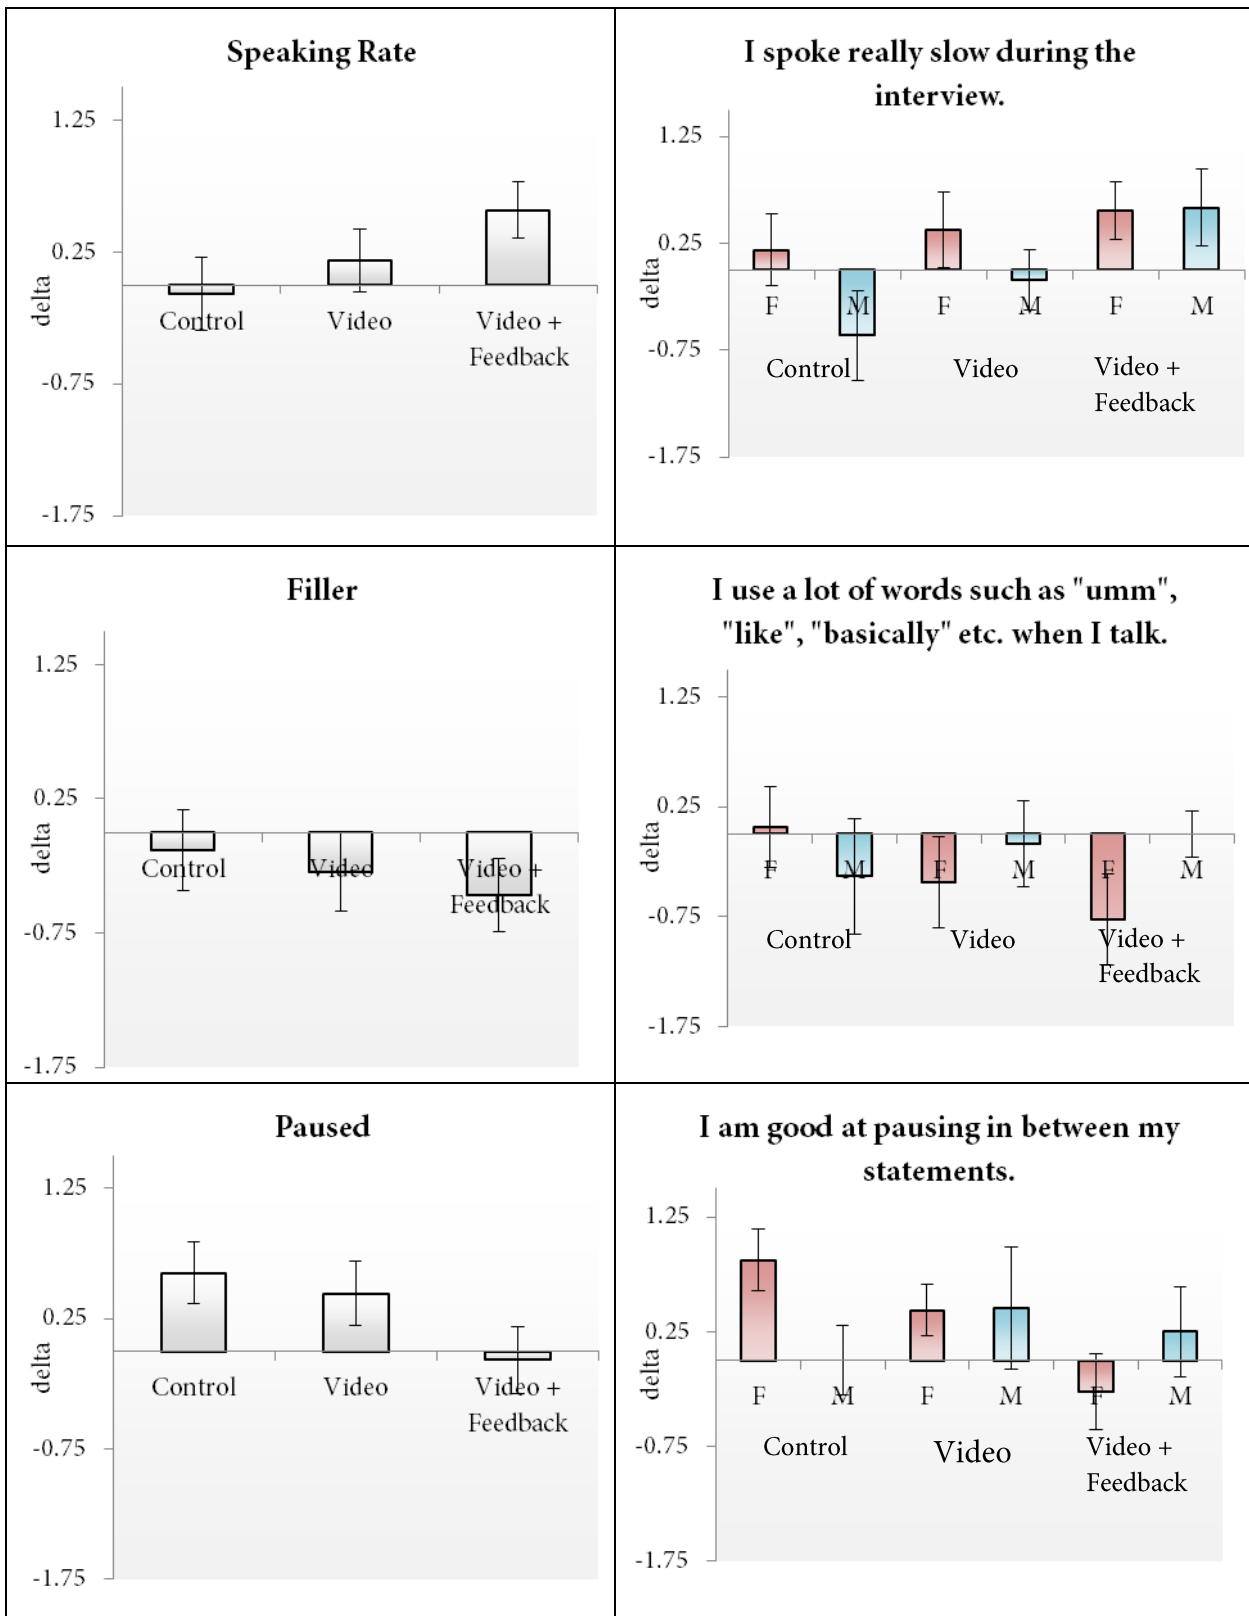 Speaking Rate
1.25
0.25
-0.75
-1.75
delta
Control
Video
Video +
Feedback
I spoke really slow during the
interview.
1.25
0.25
-0.75
-1.75
delta
F
M
F
M
F
M
Control
Video
Video +
Feedback
Filler
1.25
0.25
-0.75
-1.75
delta
Control
Video
Video +
Feedback
I use a lot of words such as "umm",
"like", "basically" etc. when I talk.
1.25
0.25
-0.75
-1.75
delta
F
M
F
M
F
M
Control
Video
Video +
Feedback
Paused
1.25
0.25
-0.75
-1.75
delta
Control
Video
Video +
Feedback
I am good at pausing in between my
statements.
1.25
0.25
-0.75
-1.75
delta
F
M
F
M
F
M
Control
Video
Video +
Feedback